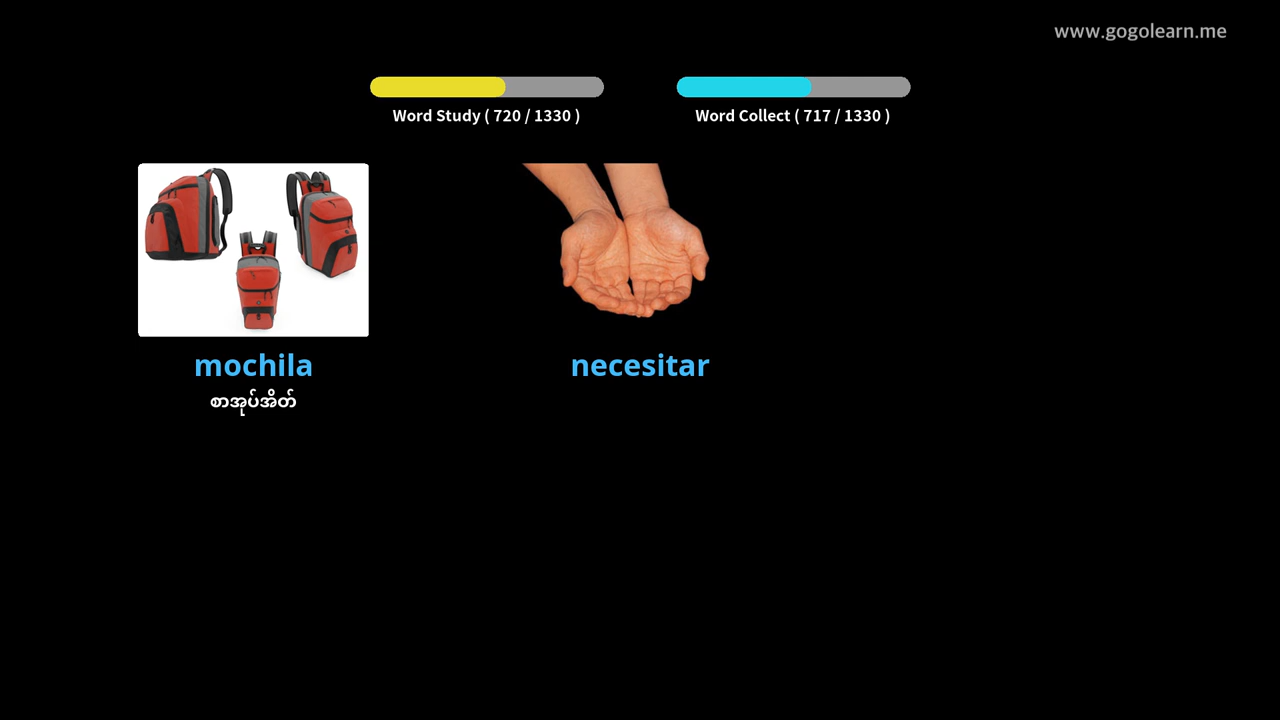 www.gogolearn.me
Word Study ( 720 / 1330 )
Word Collect ( 717 / 1330 )
mochila
necesitar
စာအုပ်အိတ်